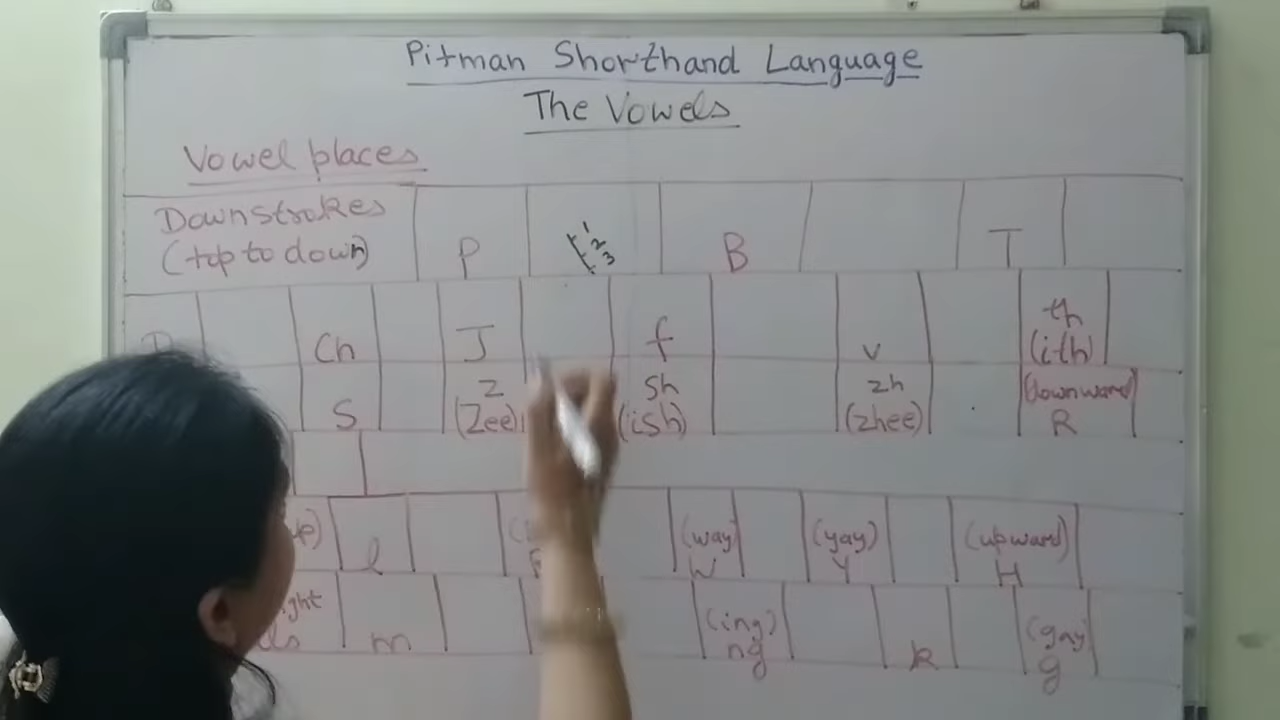 Pitman Shorthand Language
The Vowels
Vowel places
Downstrokes
(top to down)
P
1
2
3
B
T
Ch
J
f
v
th
(ith)
S
z
(Zee)
sh
(ish)
zh
(zhee)
(downward)
R
l
(way)
W
(yay)
Y
(upward)
H
m
(ing)
ng
k
(gay)
g